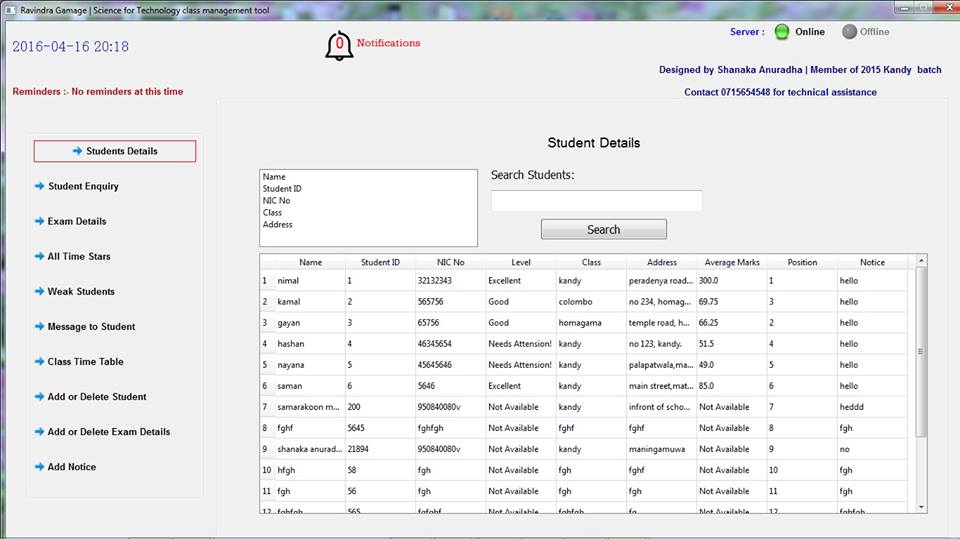 Ravindra Gamage | Science for Technology class management tool
2016-04-16 20:18
0 Notifications
Server : Online Offline
Designed by Shanaka Anuradha | Member of 2015 Kandy batch
Reminders :- No reminders at this time
Contact 0715654548 for technical assistance
Students Details
Student Enquiry
Exam Details
All Time Stars
Weak Students
Message to Student
Class Time Table
Add or Delete Student
Add or Delete Exam Details
Add Notice
Student Details
Name
Student ID
NIC No
Class
Address
Search Students:
Search
Name Student ID NIC No Level Class Address Average Marks Position Notice
1 nimal 1 32132343 Excellent kandy peradenya road... 300.0 1 hello
2 kamal 2 565756 Good colombo no 234, homag... 69.75 3 hello
3 gayan 3 65756 Good homagama temple road, h... 66.25 2 hello
4 hashan 4 46345654 Needs Attension! kandy no 123, kandy. 51.5 4 hello
5 nayana 5 45645646 Needs Attension! kandy palapatwala,ma... 49.0 5 hello
6 saman 6 5646 Excellent kandy main street,mat... 85.0 6 hello
7 samarakoon m... 200 950840080v Not Available kandy infront of scho... Not Available 7 heddd
8 fghf 5645 fghfghf Not Available fghf fghf Not Available 8 fgh
9 shanaka anurad... 21894 950840080v Not Available kandy maningamuwa Not Available 9 no
10 hfgh 58 fgh Not Available fgh fghf Not Available 10 fgh
11 fgh 56 fgh Not Available fgh fgh Not Available 11 fgh
12 fghfgh 565 fgfghf Not Available fghfgh fg Not Available 12 fghfgh